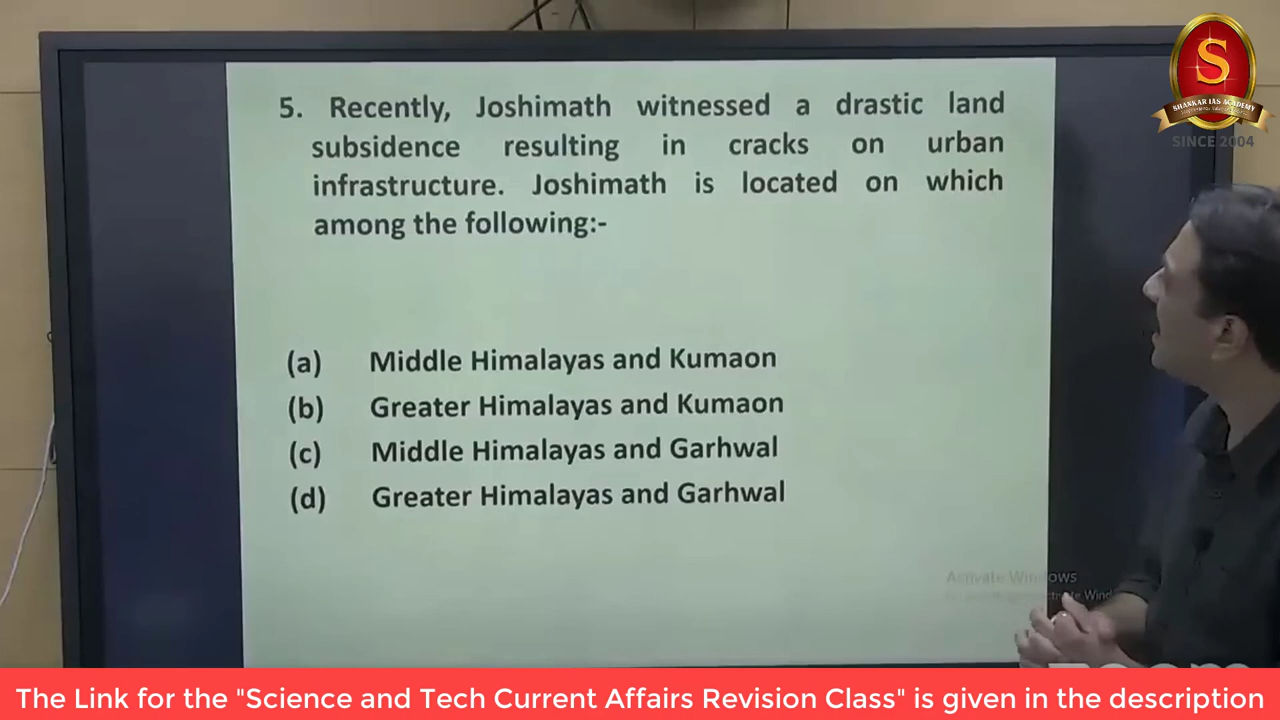 5. Recently, Joshimath witnessed a drastic land
subsidence resulting in cracks on urban
infrastructure. Joshimath is located on which
among the following:-
(a) Middle Himalayas and Kumaon
(b) Greater Himalayas and Kumaon
(c) Middle Himalayas and Garhwal
(d) Greater Himalayas and Garhwal
S
SHANKAR IAS ACADEMY
SINCE 2004
Activate Windows
zoom
The Link for the "Science and Tech Current Affairs Revision Class" is given in the description